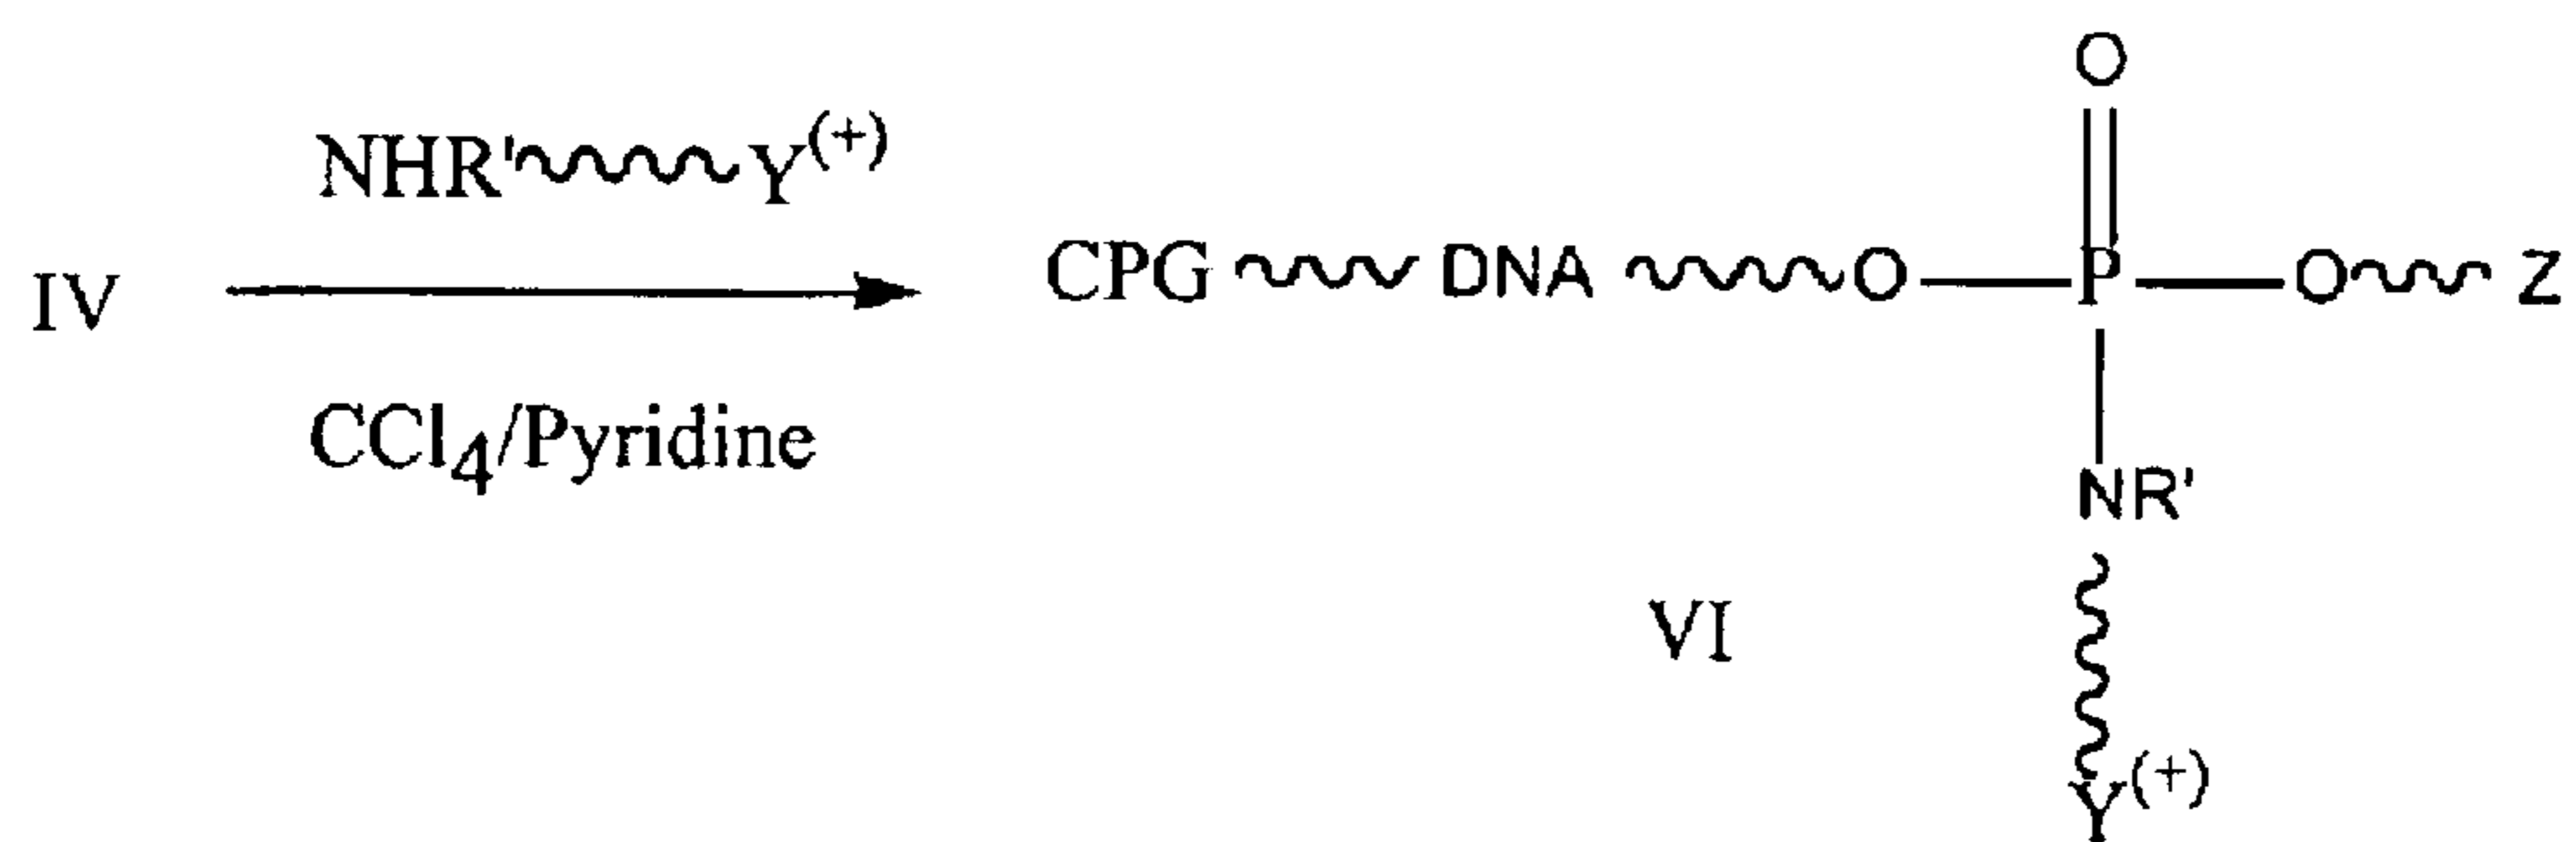 O
NHR' Y(+)
CPG DNA O P O Z
IV
CCl4/Pyridine
NR'
VI
Y(+)